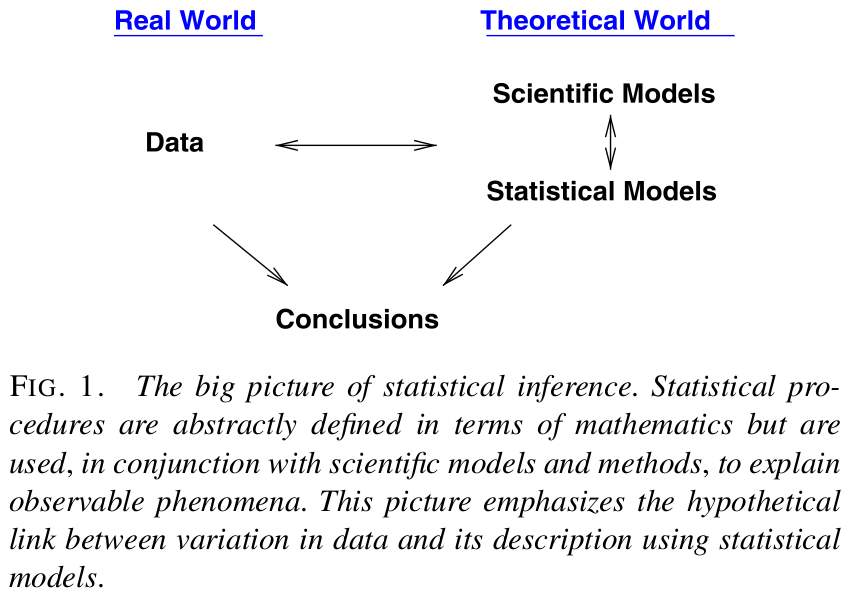 Real World
Theoretical World
Scientific Models
Data
Statistical Models
Conclusions
FIG. 1. The big picture of statistical inference. Statistical pro-
cedures are abstractly defined in terms of mathematics but are
used, in conjunction with scientific models and methods, to explain
observable phenomena. This picture emphasizes the hypothetical
link between variation in data and its description using statistical
models.